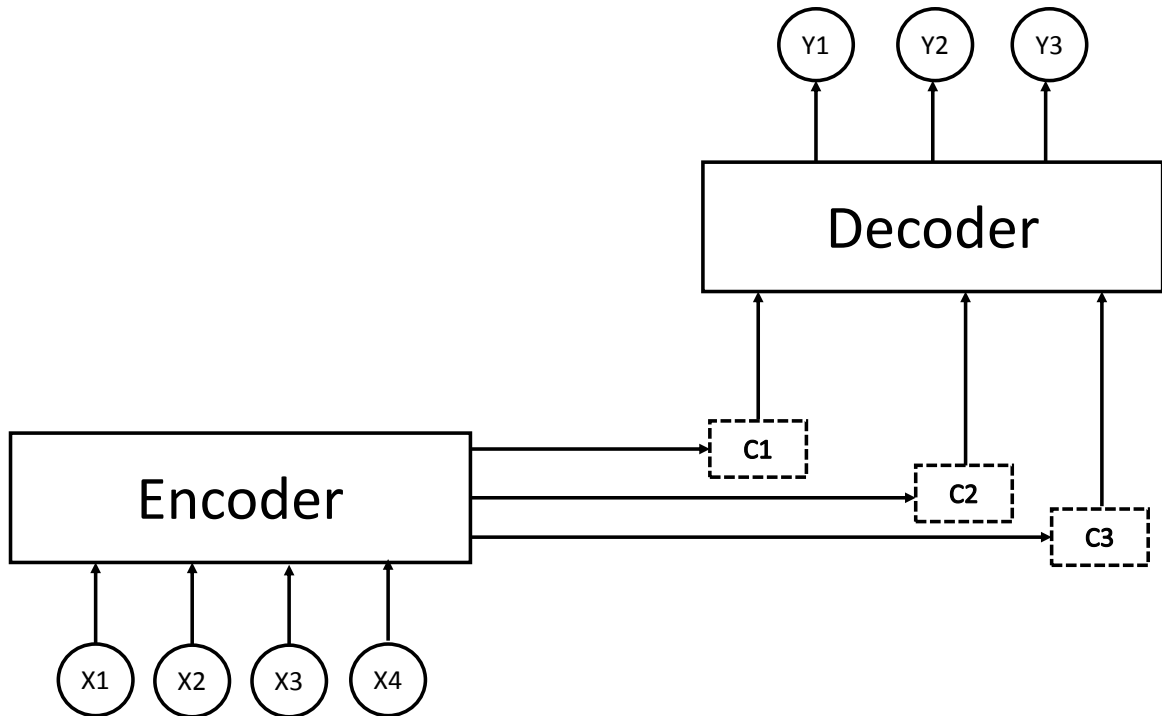 Y1 Y2 Y3
Decoder
C1
Encoder
C2
C3
X1 X2 X3 X4